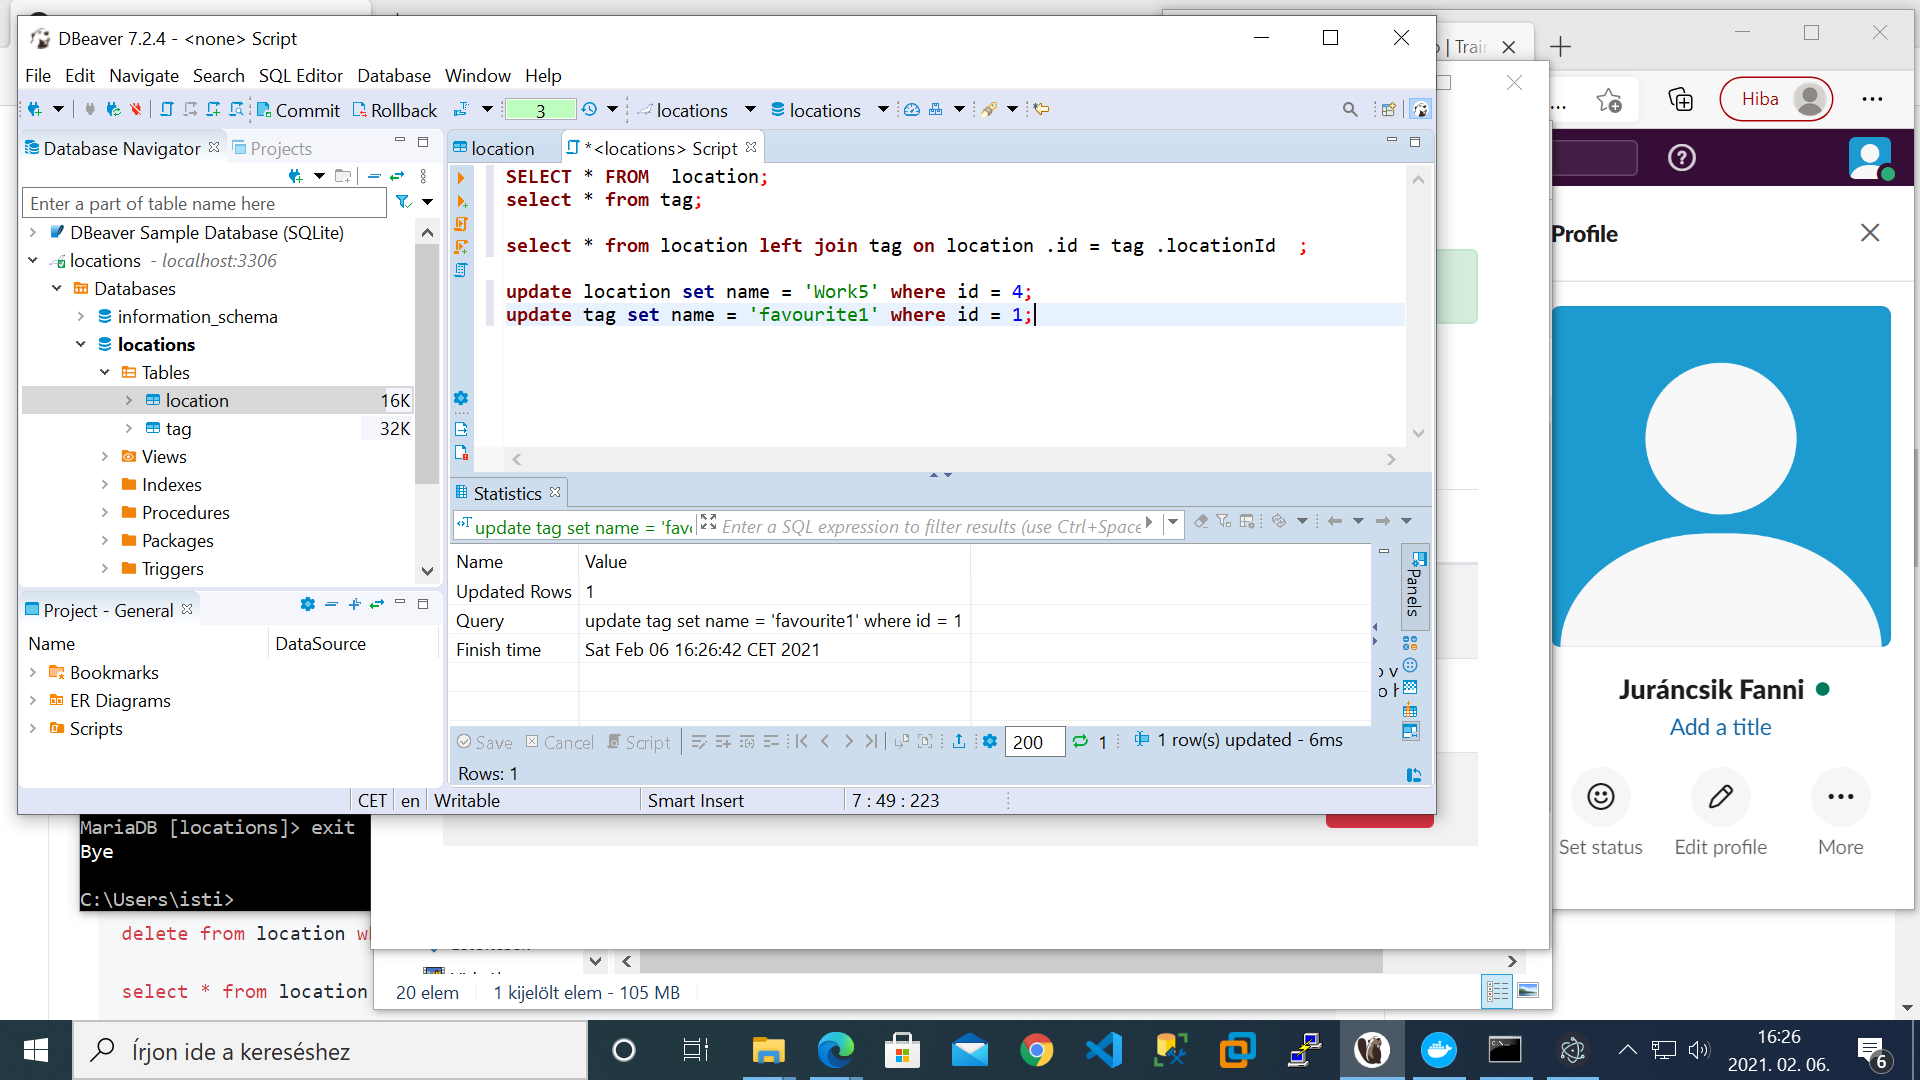 DBeaver 7.2.4 - <none> Script
File Edit Navigate Search SQL Editor Database Window Help
Commit Rollback 3 locations locations
Database Navigator Projects
Enter a part of table name here
DBeaver Sample Database (SQLite)
locations - localhost:3306
Databases
information_schema
locations
Tables
location 16K
tag 32K
Views
Indexes
Procedures
Packages
Triggers
Project - General
Name DataSource
Bookmarks
ER Diagrams
Scripts
location *<locations> Script
SELECT * FROM location;
select * from tag;
select * from location left join tag on location .id = tag .locationId ;
update location set name = 'Work5' where id = 4;
update tag set name = 'favourite1' where id = 1;
Statistics
update tag set name = 'favo Enter a SQL expression to filter results (use Ctrl+Space
Name Value
Updated Rows 1
Query update tag set name = 'favourite1' where id = 1
Finish time Sat Feb 06 16:26:42 CET 2021
Panels
Save Cancel Script 200 1 1 row(s) updated - 6ms
Rows: 1
CET en Writable Smart Insert 7 : 49 : 223
MariaDB [locations]> exit
Bye
C:\Users\isti>
delete from location
select * from location
20 elem 1 kijelölt elem - 105 MB
| Train
Hiba
Profile
Juráncsik Fanni
Add a title
Set status Edit profile More
Írjon ide a kereséshez
16:26
2021. 02. 06.
6